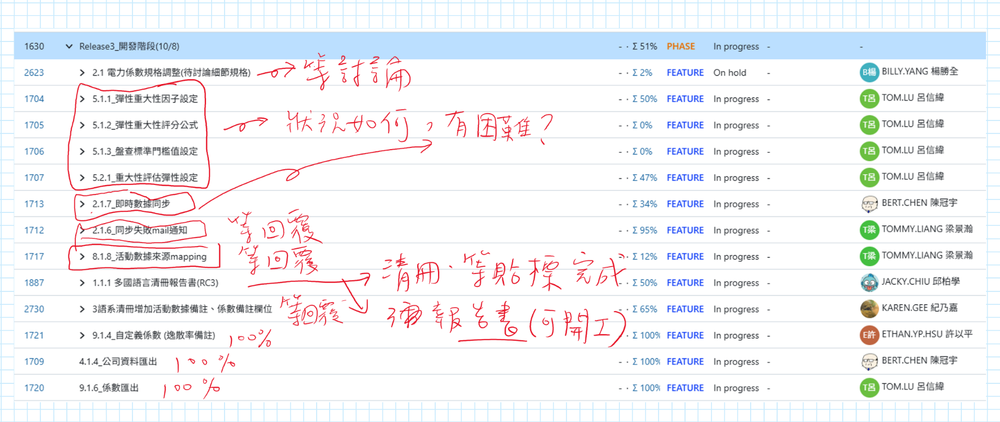 1630 Release3_開發階段(10/8) - · Σ 51% PHASE In progress - -
2623 2.1 電力係數規格調整(待討論細節規格) 等討論 - · Σ 2% FEATURE On hold - B楊 BILLY.YANG 楊勝全
1704 5.1.1_彈性重大性因子設定 - · Σ 50% FEATURE In progress - T呂 TOM.LU 呂信緯
1705 5.1.2_彈性重大性評分公式 狀況如何,有困難? - · Σ 0% FEATURE In progress - T呂 TOM.LU 呂信緯
1706 5.1.3_盤查標準門檻值設定 - · Σ 0% FEATURE In progress - T呂 TOM.LU 呂信緯
1707 5.2.1_重大性評估彈性設定 - · Σ 47% FEATURE In progress - T呂 TOM.LU 呂信緯
1713 2.1.7_即時數據同步 - · Σ 34% FEATURE In progress - BERT.CHEN 陳冠宇
1712 2.1.6_同步失敗mail通知 等回覆 - · Σ 95% FEATURE In progress - T梁 TOMMY.LIANG 梁景瀚
1717 8.1.8_活動數據來源mapping 等回覆 - · Σ 12% FEATURE In progress - T梁 TOMMY.LIANG 梁景瀚
1887 1.1.1 多國語言清冊報告書(RC3) 清冊.等貼標完成 - · Σ 50% FEATURE In progress - JACKY.CHIU 邱柏學
2730 3語系清冊增加活動數據備註、係數備註欄位 等回覆 - · Σ 65% FEATURE In progress - KAREN.GEE 紀乃嘉
報告書(可開工)
1721 9.1.4_自定義係數 (逸散率備註) 100% - · Σ 100% FEATURE In progress - E許 ETHAN.YP.HSU 許以平
1709 4.1.4_公司資料匯出 100% - · Σ 100% FEATURE In progress - BERT.CHEN 陳冠宇
1720 9.1.6_係數匯出 100% - · Σ 100% FEATURE In progress - T呂 TOM.LU 呂信緯